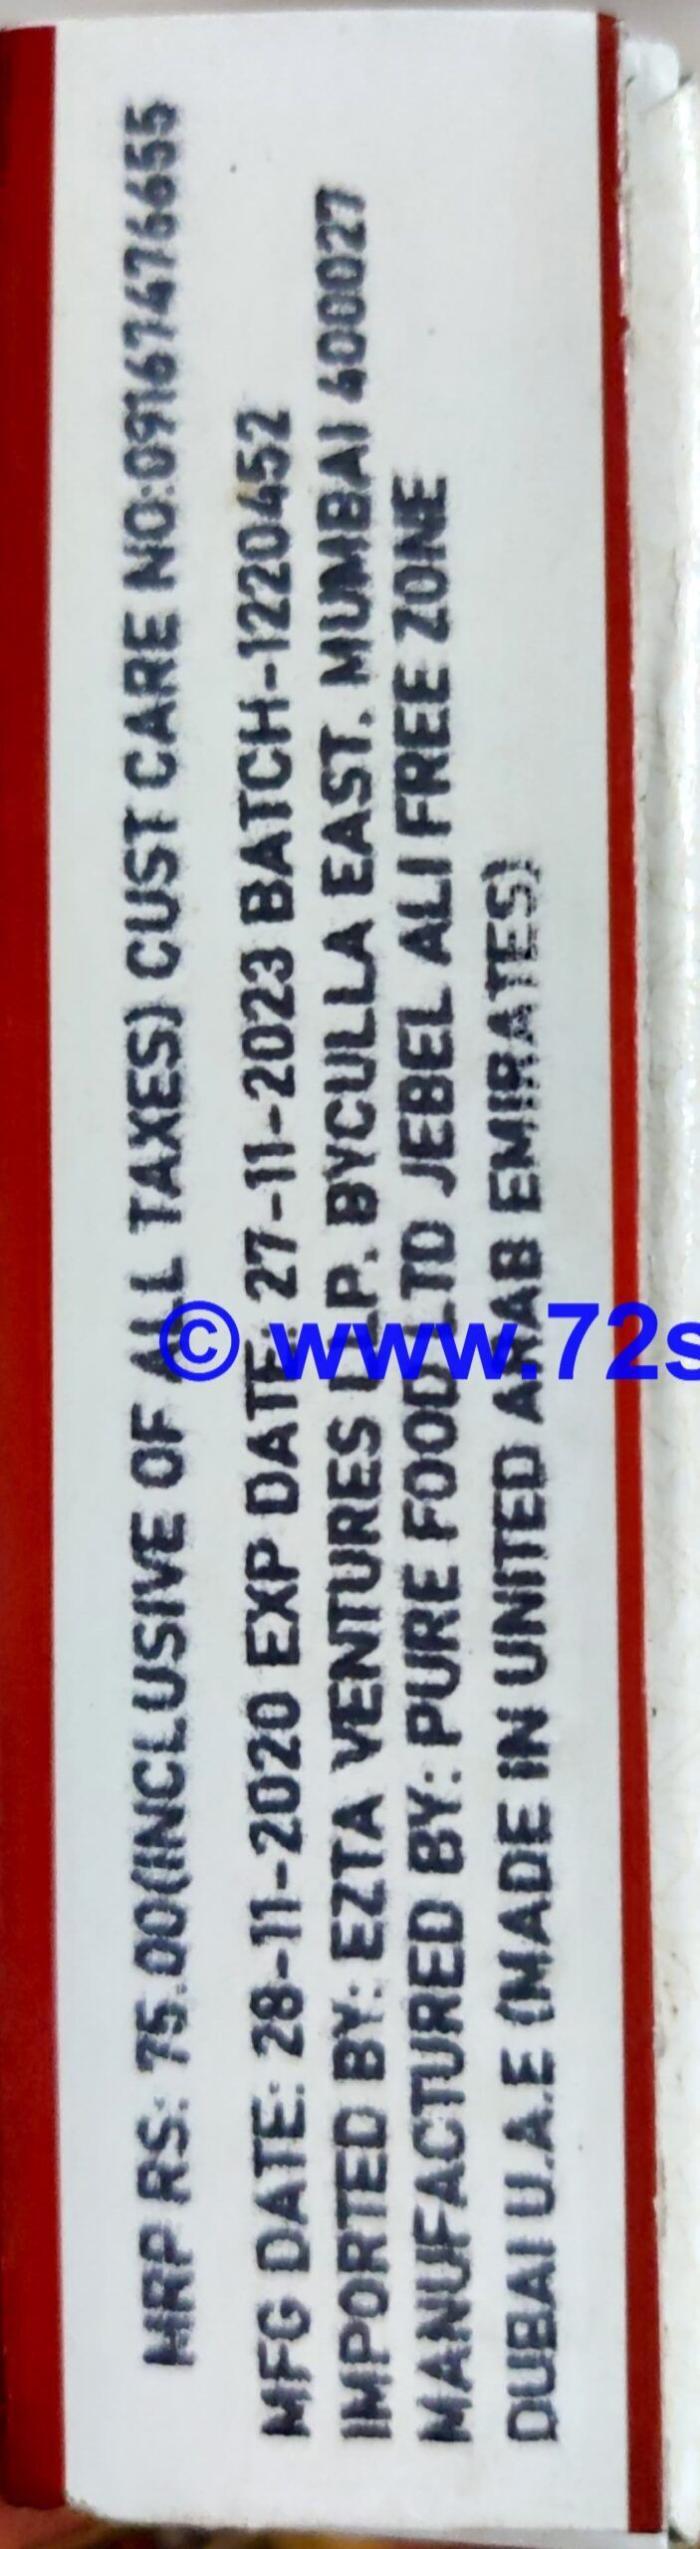 MRP RS: 75.00(INCLUSIVE OF ALL TAXES) CUST CARE NO:09167476655
MFG DATE: 28-11-2020 EXP DATE: 27-11-2023 BATCH-1220452
IMPORTED BY: EZTA VENTURES L.L.P. BYCULLA EAST. MUMBAI 400027
MANUFACTURED BY: PURE FOOD LTD JEBEL ALI FREE ZONE
DUBAI U.A.E (MADE IN UNITED ARAB EMIRATES)
© www.72s